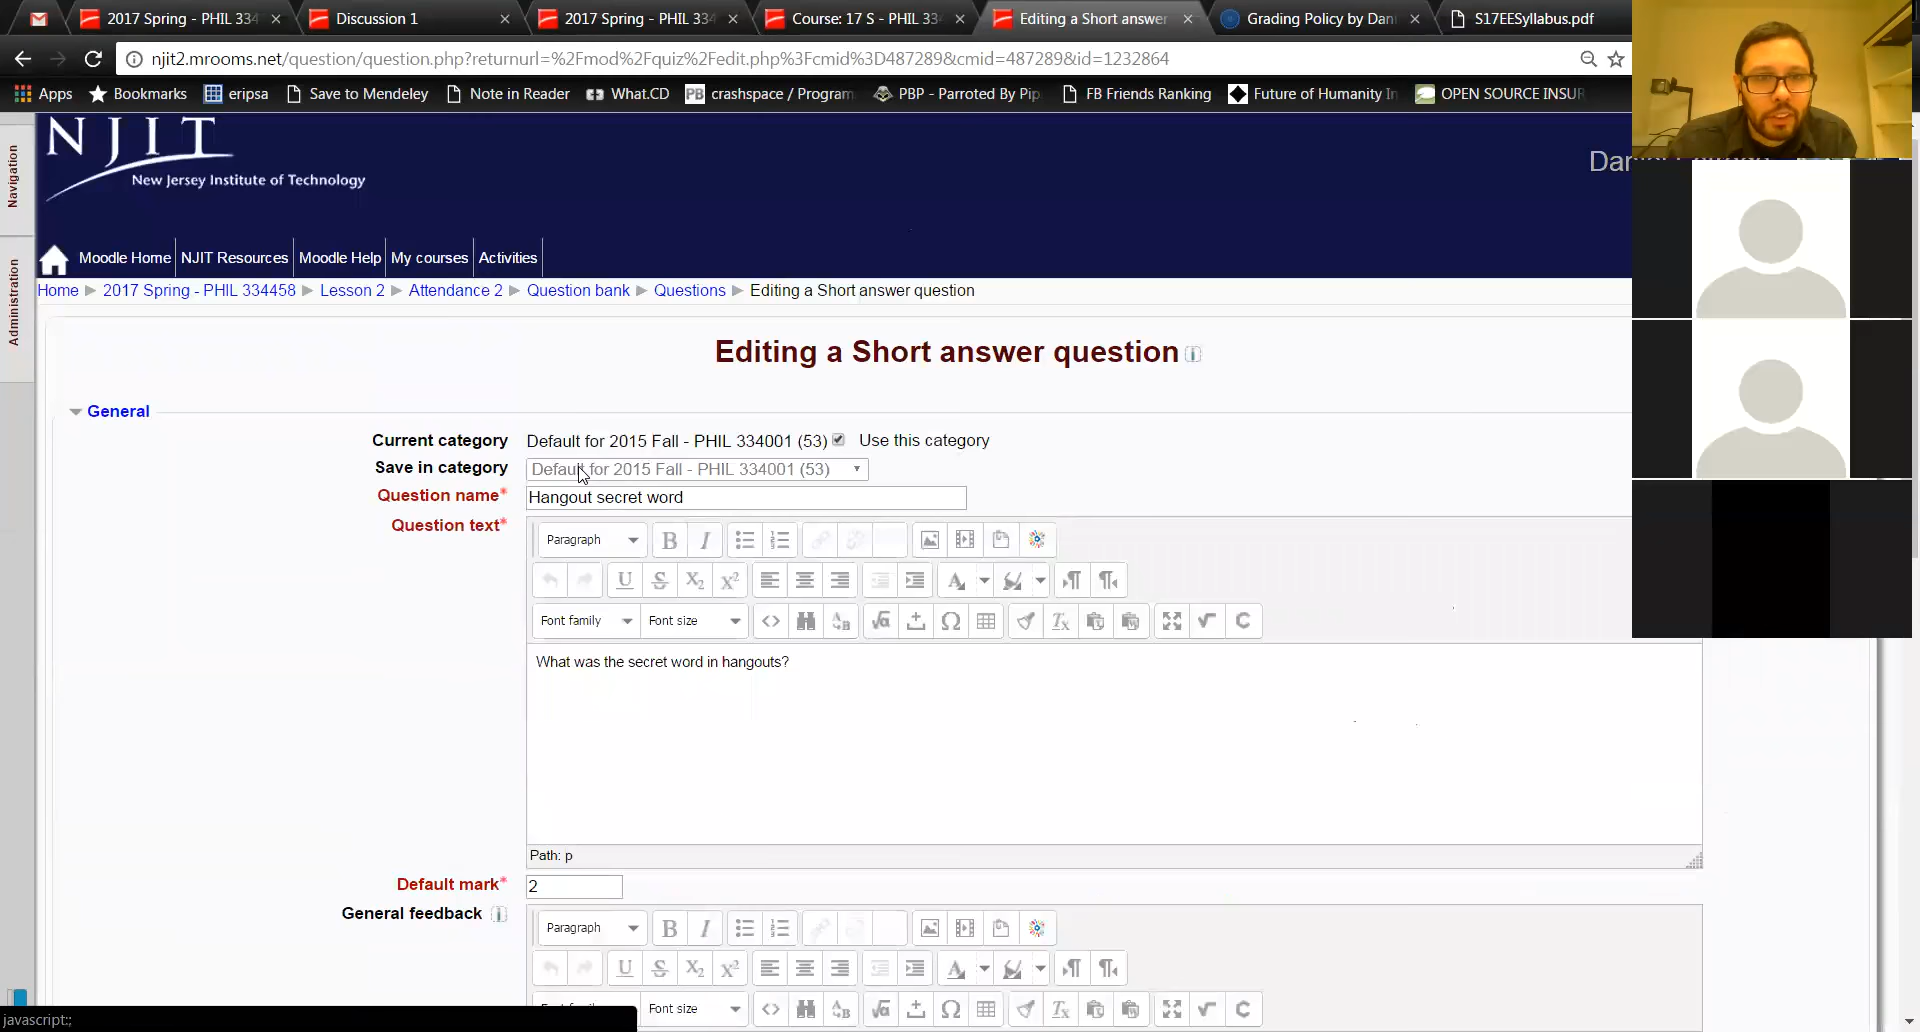 2017 Spring - PHIL 334
Discussion 1
2017 Spring - PHIL 334
Course: 17 S - PHIL 33
Editing a Short answer
Grading Policy by Dani
S17EESyllabus.pdf
njit2.mrooms.net/question/question.php?returnurl=%2Fmod%2Fquiz%2Fedit.php%3Fcmid%3D487289&cmid=487289&id=1232864
Apps
Bookmarks
eripsa
Save to Mendeley
Note in Reader
What.CD
PB crashspace / Program
PBP - Parroted By Pip
FB Friends Ranking
Future of Humanity In
OPEN SOURCE INSUR
Navigation
Administration
NJIT
New Jersey Institute of Technology
Moodle Home
NJIT Resources
Moodle Help
My courses
Activities
Home ▶ 2017 Spring - PHIL 334458 ▶ Lesson 2 ▶ Attendance 2 ▶ Question bank ▶ Questions ▶ Editing a Short answer question
Editing a Short answer question
General
Current category Default for 2015 Fall - PHIL 334001 (53) Use this category
Save in category Default for 2015 Fall - PHIL 334001 (53)
Question name* Hangout secret word
Question text*
Paragraph B I
U S X2 X2 A
Font family Font size <> Ω Tx C
What was the secret word in hangouts?
Path: p
Default mark* 2
General feedback
Paragraph B I
U S X2 X2 A
Font size <> Ω Tx C
javascript:;